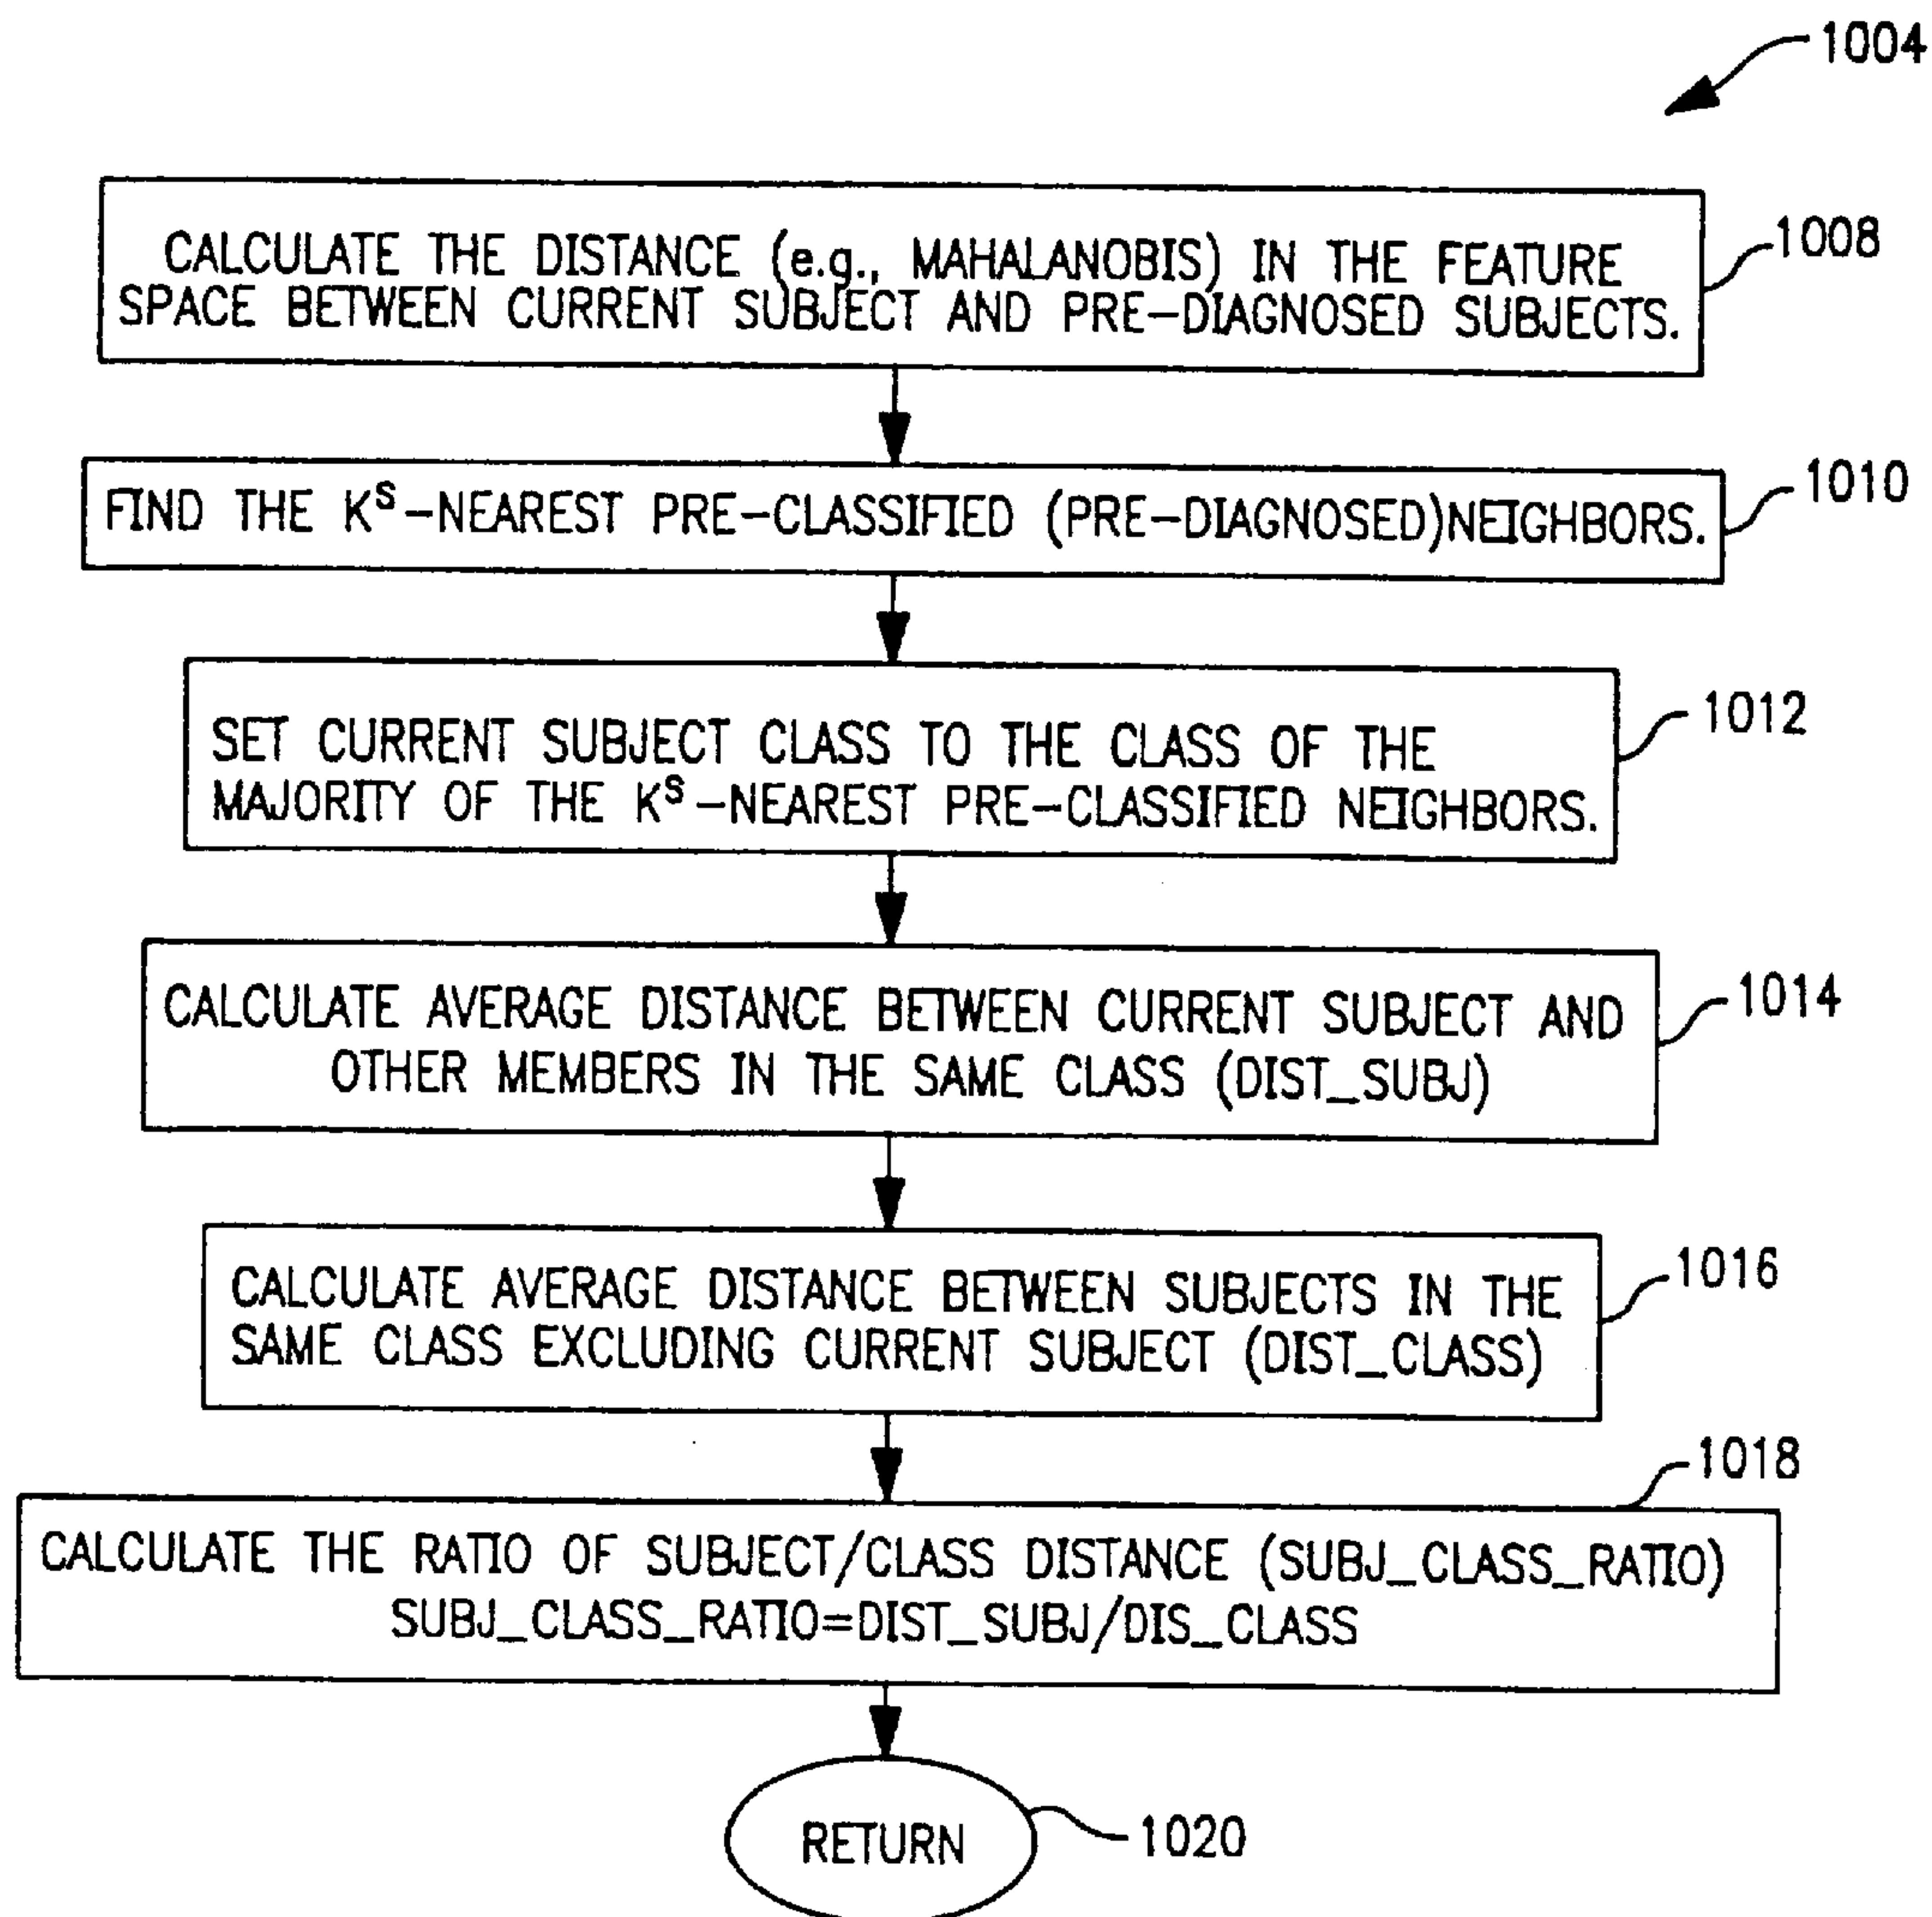 1004
CALCULATE THE DISTANCE (e.g., MAHALANOBIS) IN THE FEATURE
SPACE BETWEEN CURRENT SUBJECT AND PRE-DIAGNOSED SUBJECTS.
1008
FIND THE K^S-NEAREST PRE-CLASSIFIED (PRE-DIAGNOSED)NEIGHBORS.
1010
SET CURRENT SUBJECT CLASS TO THE CLASS OF THE
MAJORITY OF THE K^S-NEAREST PRE-CLASSIFIED NEIGHBORS.
1012
CALCULATE AVERAGE DISTANCE BETWEEN CURRENT SUBJECT AND
OTHER MEMBERS IN THE SAME CLASS (DIST_SUBJ)
1014
CALCULATE AVERAGE DISTANCE BETWEEN SUBJECTS IN THE
SAME CLASS EXCLUDING CURRENT SUBJECT (DIST_CLASS)
1016
1018
CALCULATE THE RATIO OF SUBJECT/CLASS DISTANCE (SUBJ_CLASS_RATIO)
SUBJ_CLASS_RATIO=DIST_SUBJ/DIS_CLASS
RETURN
1020